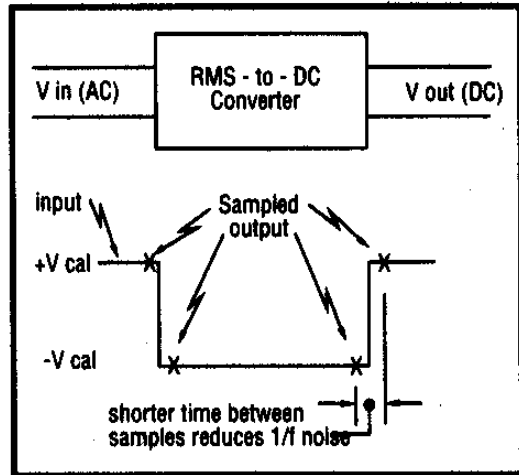 RMS - to - DC
Converter
V in (AC)
V out (DC)
input
Sampled
output
+V cal
-V cal
shorter time between
samples reduces 1/f noise